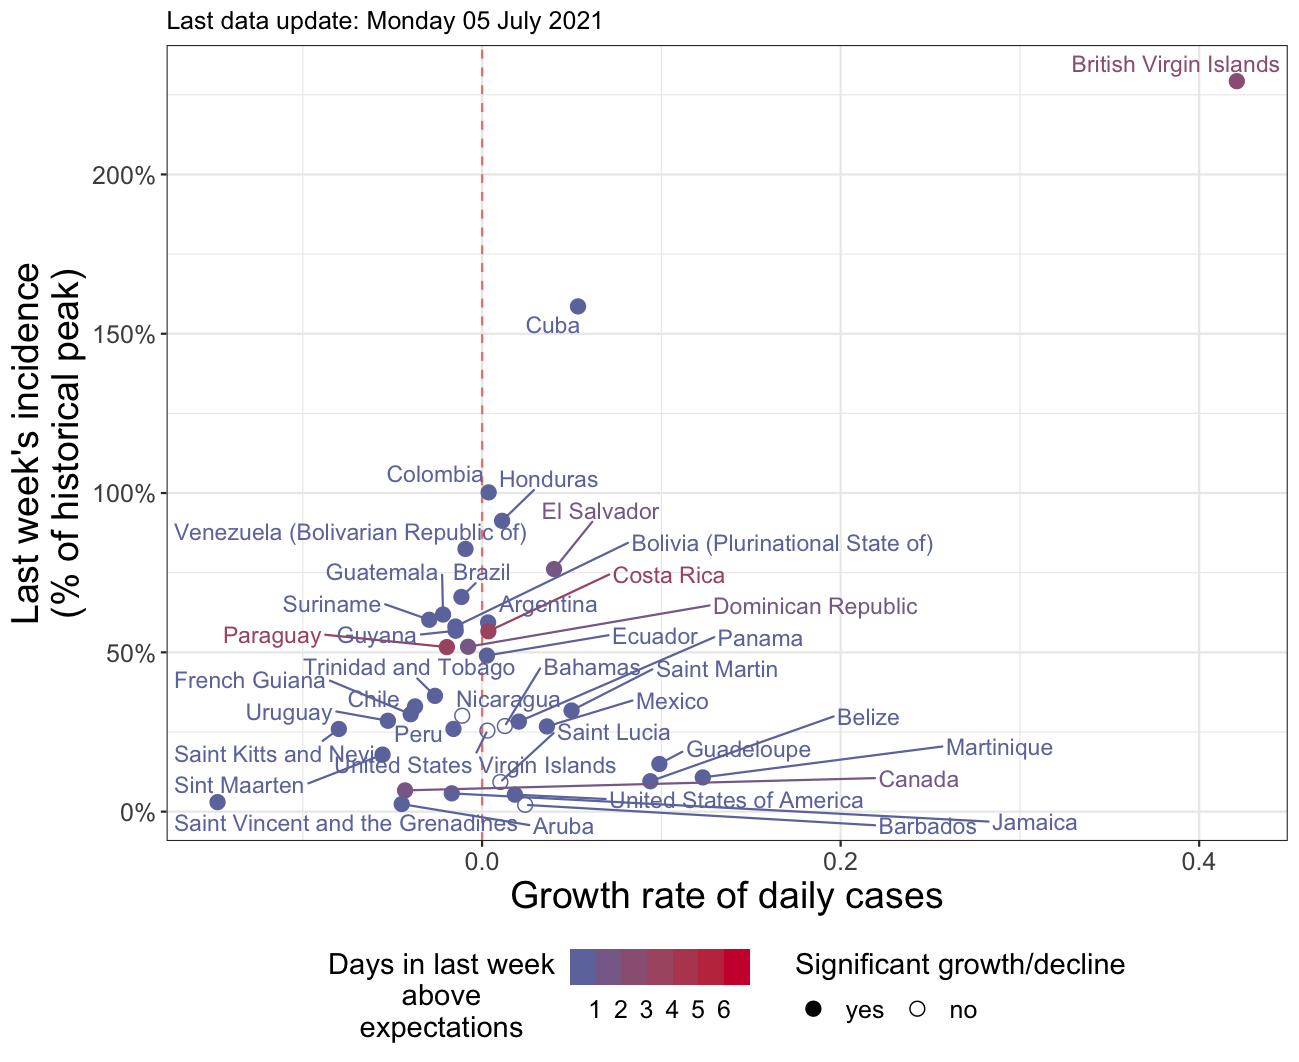 Last data update: Monday 05 July 2021
British Virgin Islands
200%
Cuba
150%
Last week's incidence
(% of historical peak)
Colombia
Honduras
100%
El Salvador
Venezuela (Bolivarian Republic of)
Bolivia (Plurinational State of)
Guatemala
Brazil
Costa Rica
Suriname
Argentina
Dominican Republic
Paraguay
Guyana
Ecuador
Panama
50%
Trinidad and Tobago
Bahamas
Saint Martin
French Guiana
Chile
Nicaragua
Mexico
Uruguay
Belize
Peru
Saint Lucia
Saint Kitts and Nevis
Guadeloupe
Martinique
United States Virgin Islands
Sint Maarten
Canada
United States of America
0%
Saint Vincent and the Grenadines
Aruba
Barbados
Jamaica
0.0
0.2
0.4
Growth rate of daily cases
Days in last week
above
expectations
1 2 3 4 5 6
Significant growth/decline
yes
no